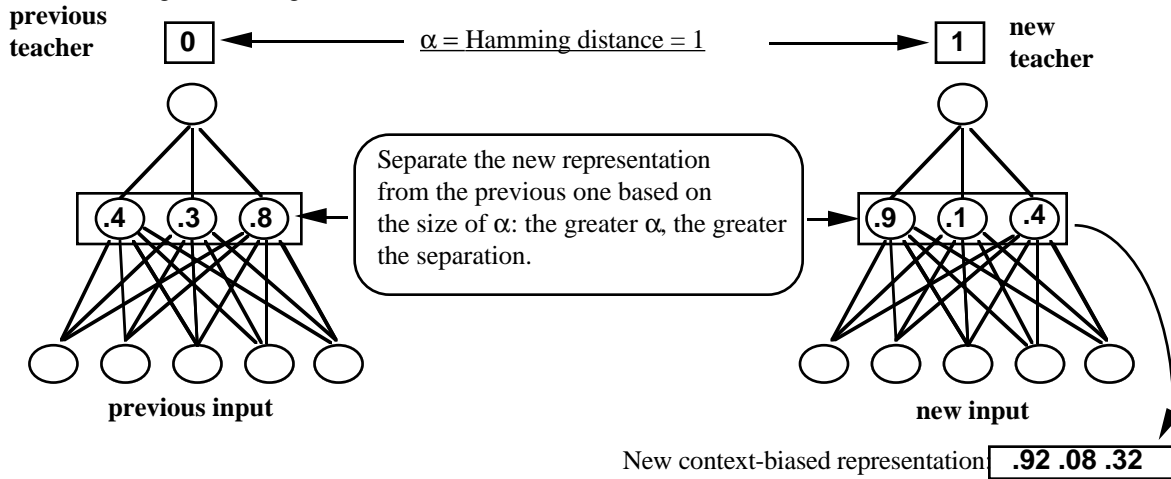 previous
teacher
0
α = Hamming distance = 1
1
new
teacher
Separate the new representation
from the previous one based on
the size of α: the greater α, the greater
the separation.
.4 .3 .8
.9 .1 .4
previous input
new input
New context-biased representation: .92 .08 .32